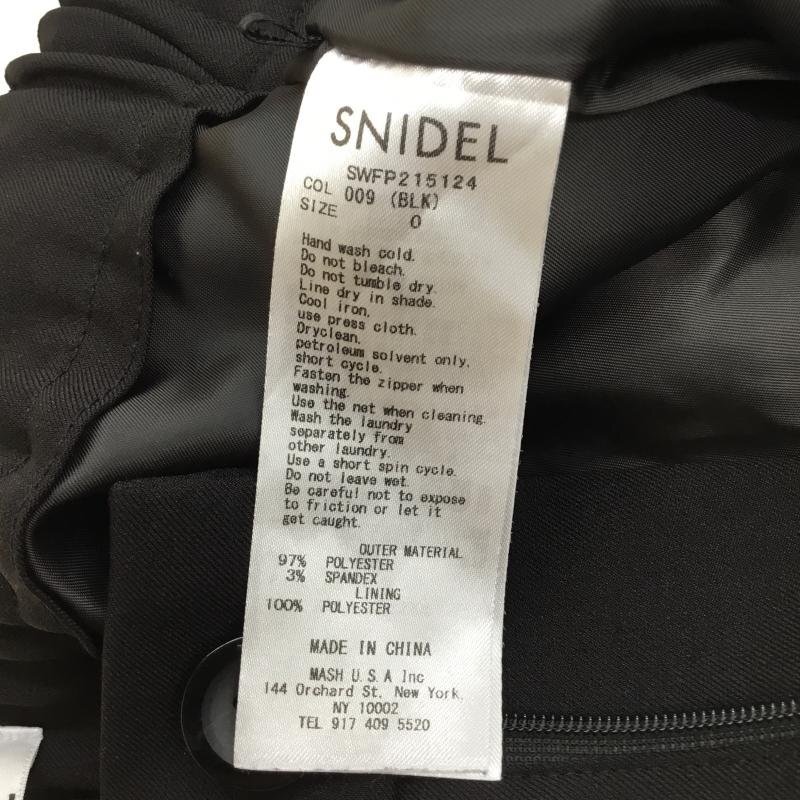 SNIDEL
SWFP215124
COL 009 (BLK)
SIZE 0
Hand wash cold.
Do not bleach.
Do not tumble dry.
Line dry in shade.
Cool iron.
use press cloth.
Dryclean.
petroleum solvent only.
short cycle.
Fasten the zipper when
washing.
Use the net when cleaning.
Wash the laundry
separately from
other laundry.
Use a short spin cycle.
Do not leave wet.
Be careful not to expose
to friction or let it
get caught.
OUTER MATERIAL
97% POLYESTER
3% SPANDEX
LINING
100% POLYESTER
MADE IN CHINA
MASH U.S.A Inc
144 Orchard St. New York,
NY 10002
TEL 917 409 5520